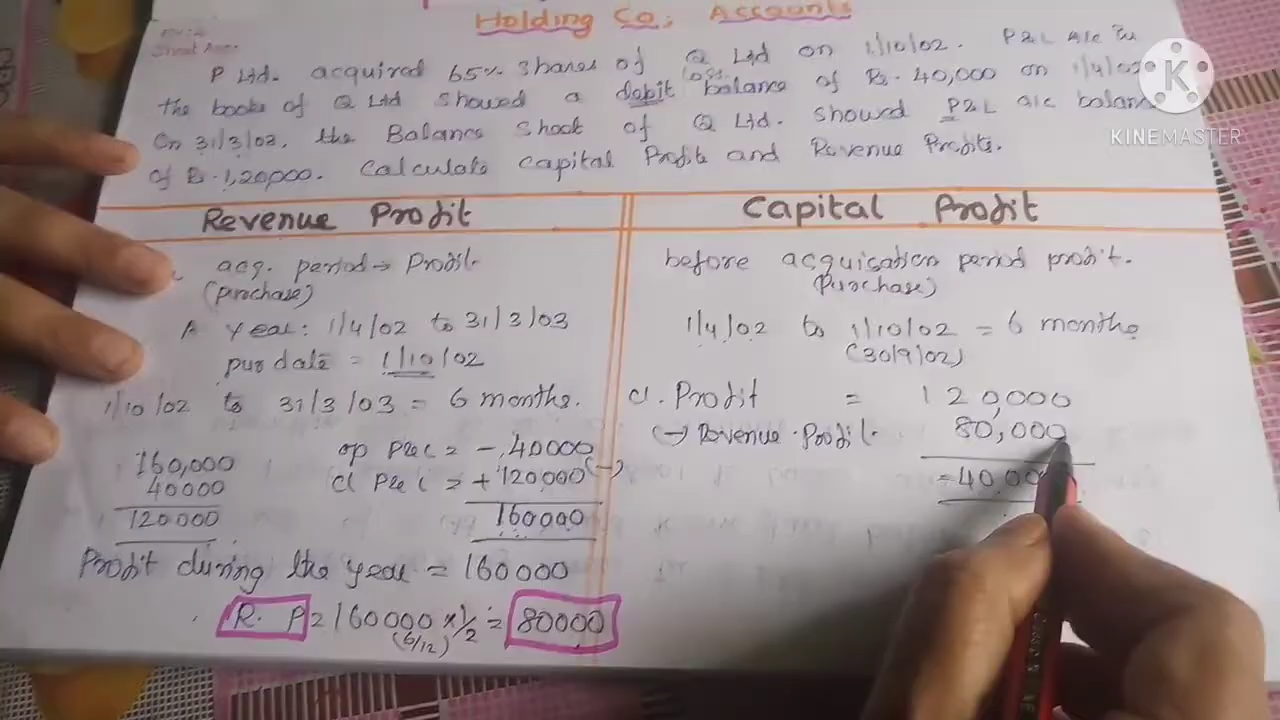 Holding Co; Accounts
P Ltd. acquired 65% shares of Q Ltd on 1/10/02. P&L A/c in
the books of Q Ltd showed a debit balance of Rs. 40,000 on 1/4/02
On 31/3/03, the Balance Sheet of Q Ltd. showed P&L a/c balance
of Rs. 1,20,000. Calculate Capital Profits and Revenue Profits.
KINEMASTER
Revenue Profit
acq. period → Profit.
(purchase)
A year: 1/4/02 to 31/3/03
pur date = 1/10/02
1/10/02 to 31/3/03 = 6 months.
op P&L = -40000
cl P&L = +120000 (-)
160000
160,000
40000
120000
Profit during the year = 160000
R. P = 160000 x 1/2 = 80000
(6/12)
Capital Profit
before acquisation period profit.
(Purchase)
1/4/02 to 1/10/02 = 6 months
(30/9/02)
cl. Profit = 120,000
(-) Revenue Profit. 80,000
= 40,00